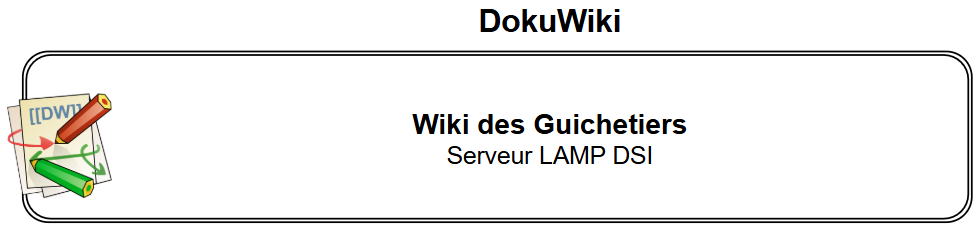 DokuWiki
[[DW]]
Wiki des Guichetiers
Serveur LAMP DSI